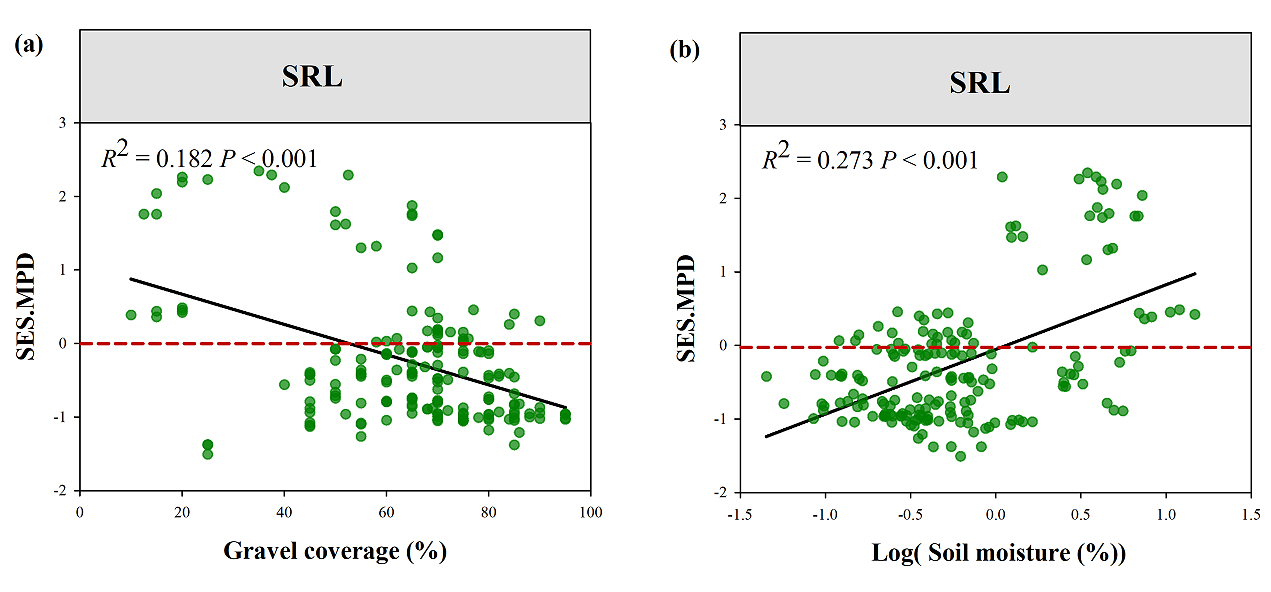 (a)
SRL
R2 = 0.182 P < 0.001
3
2
1
0
-1
-2
SES.MPD
0
20
40
60
80
100
Gravel coverage (%)
(b)
SRL
R2 = 0.273 P < 0.001
3
2
1
0
-1
-2
SES.MPD
-1.5
-1.0
-0.5
0.0
0.5
1.0
1.5
Log( Soil moisture (%))